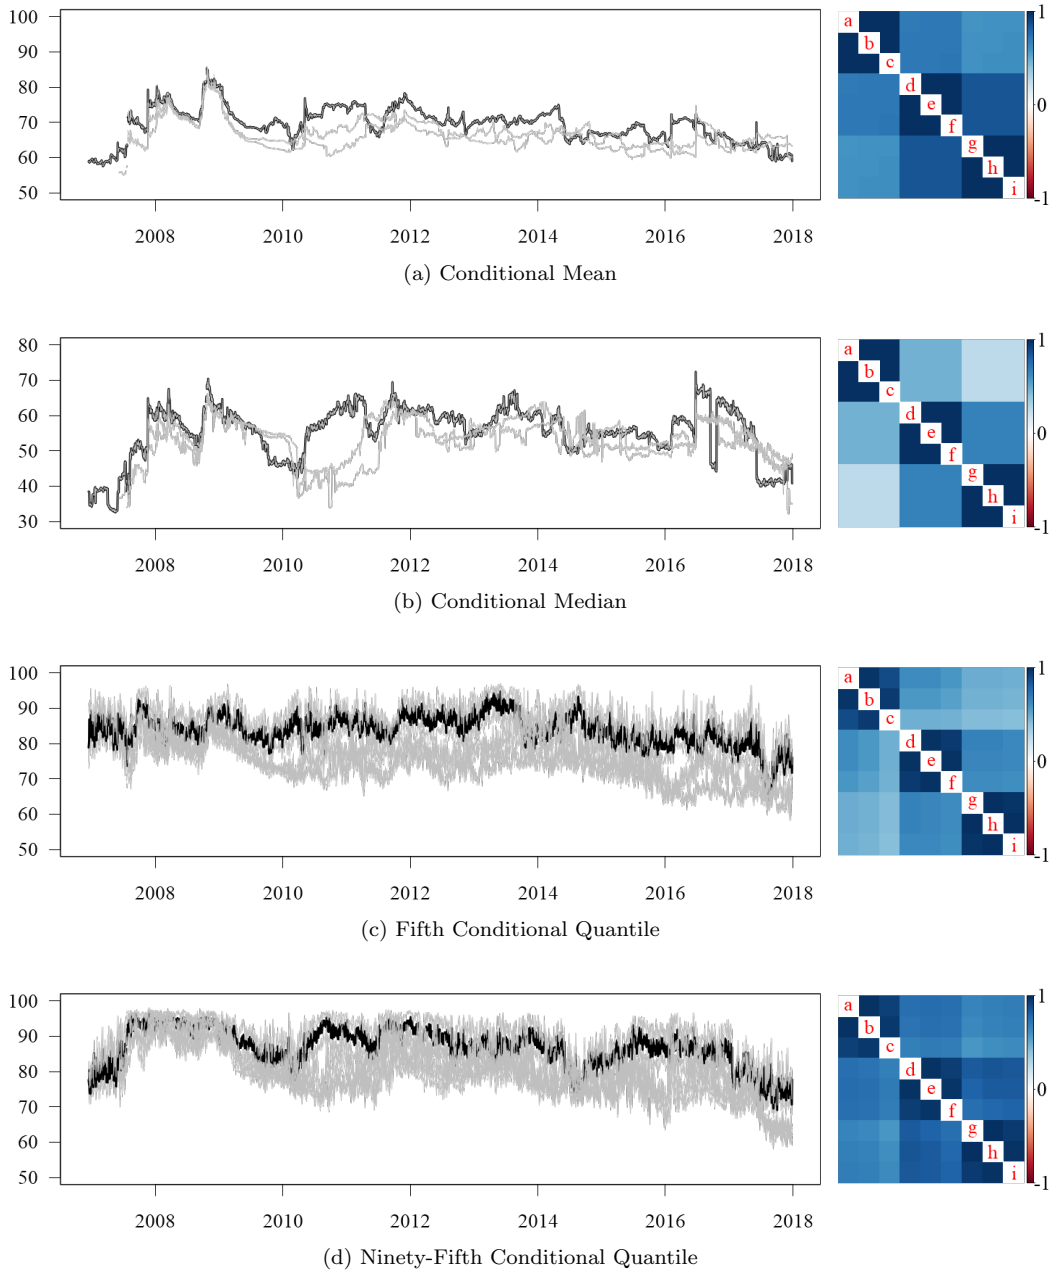 100
90
80
70
60
50
2008 2010 2012 2014 2016 2018
a
b
c
d
e
f
g
h
i
1
0
-1
(a) Conditional Mean
80
70
60
50
40
30
2008 2010 2012 2014 2016 2018
a
b
c
d
e
f
g
h
i
1
0
-1
(b) Conditional Median
100
90
80
70
60
50
2008 2010 2012 2014 2016 2018
a
b
c
d
e
f
g
h
i
1
0
-1
(c) Fifth Conditional Quantile
100
90
80
70
60
50
2008 2010 2012 2014 2016 2018
a
b
c
d
e
f
g
h
i
1
0
-1
(d) Ninety-Fifth Conditional Quantile